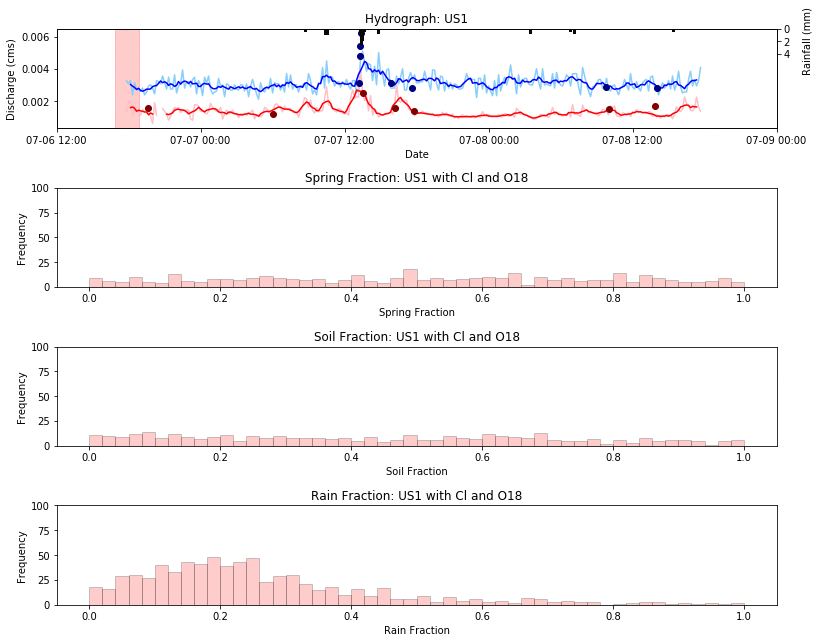 Hydrograph: US1
Discharge (cms)
0.006
0.004
0.002
0
2
4
Rainfall (mm)
07-06 12:00 07-07 00:00 07-07 12:00 07-08 00:00 07-08 12:00 07-09 00:00
Date
Spring Fraction: US1 with Cl and O18
Frequency
100
75
50
25
0
0.0 0.2 0.4 0.6 0.8 1.0
Spring Fraction
Soil Fraction: US1 with Cl and O18
Frequency
100
75
50
25
0
0.0 0.2 0.4 0.6 0.8 1.0
Soil Fraction
Rain Fraction: US1 with Cl and O18
Frequency
100
75
50
25
0
0.0 0.2 0.4 0.6 0.8 1.0
Rain Fraction